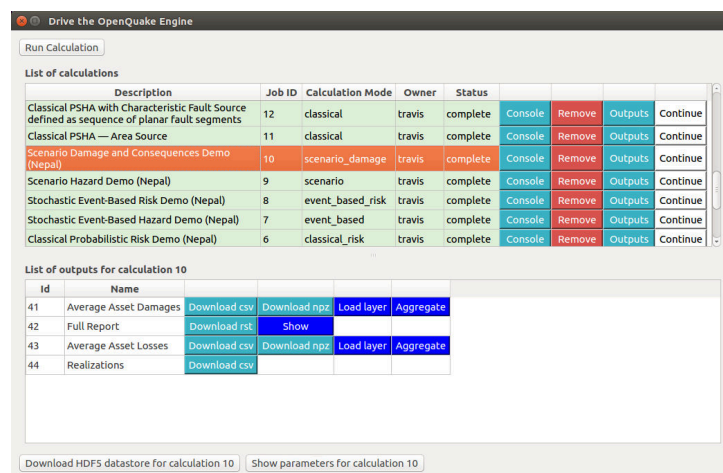 Drive the OpenQuake Engine
Run Calculation
List of calculations
Description Job ID Calculation Mode Owner Status
Classical PSHA with Characteristic Fault Source
defined as sequence of planar fault segments 12 classical travis complete Console Remove Outputs Continue
Classical PSHA — Area Source 11 classical travis complete Console Remove Outputs Continue
Scenario Damage and Consequences Demo
(Nepal) 10 scenario_damage travis complete Console Remove Outputs Continue
Scenario Hazard Demo (Nepal) 9 scenario travis complete Console Remove Outputs Continue
Stochastic Event-Based Risk Demo (Nepal) 8 event_based_risk travis complete Console Remove Outputs Continue
Stochastic Event-Based Hazard Demo (Nepal) 7 event_based travis complete Console Remove Outputs Continue
Classical Probabilistic Risk Demo (Nepal) 6 classical_risk travis complete Console Remove Outputs Continue
List of outputs for calculation 10
Id Name
41 Average Asset Damages Download csv Download npz Load layer Aggregate
42 Full Report Download rst Show
43 Average Asset Losses Download csv Download npz Load layer Aggregate
44 Realizations Download csv
Download HDF5 datastore for calculation 10 Show parameters for calculation 10